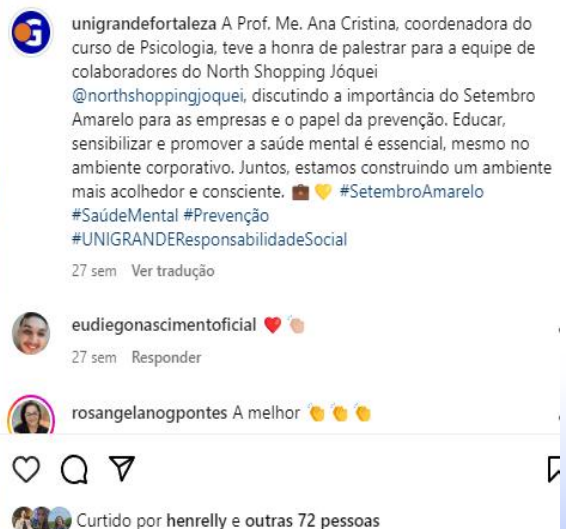 unigrandefortaleza A Prof. Me. Ana Cristina, coordenadora do
curso de Psicologia, teve a honra de palestrar para a equipe de
colaboradores do North Shopping Jóquei
@northshoppingjoquei, discutindo a importância do Setembro
Amarelo para as empresas e o papel da prevenção. Educar,
sensibilizar e promover a saúde mental é essencial, mesmo no
ambiente corporativo. Juntos, estamos construindo um ambiente
mais acolhedor e consciente. 💼 💛 #SetembroAmarelo
#SaúdeMental #Prevenção
#UNIGRANDEResponsabilidadeSocial
27 sem Ver tradução
eudiegonascimentooficial ❤️ 👏🏻
27 sem Responder
rosangelanogpontes A melhor 👏 👏 👏
Curtido por henrelly e outras 72 pessoas